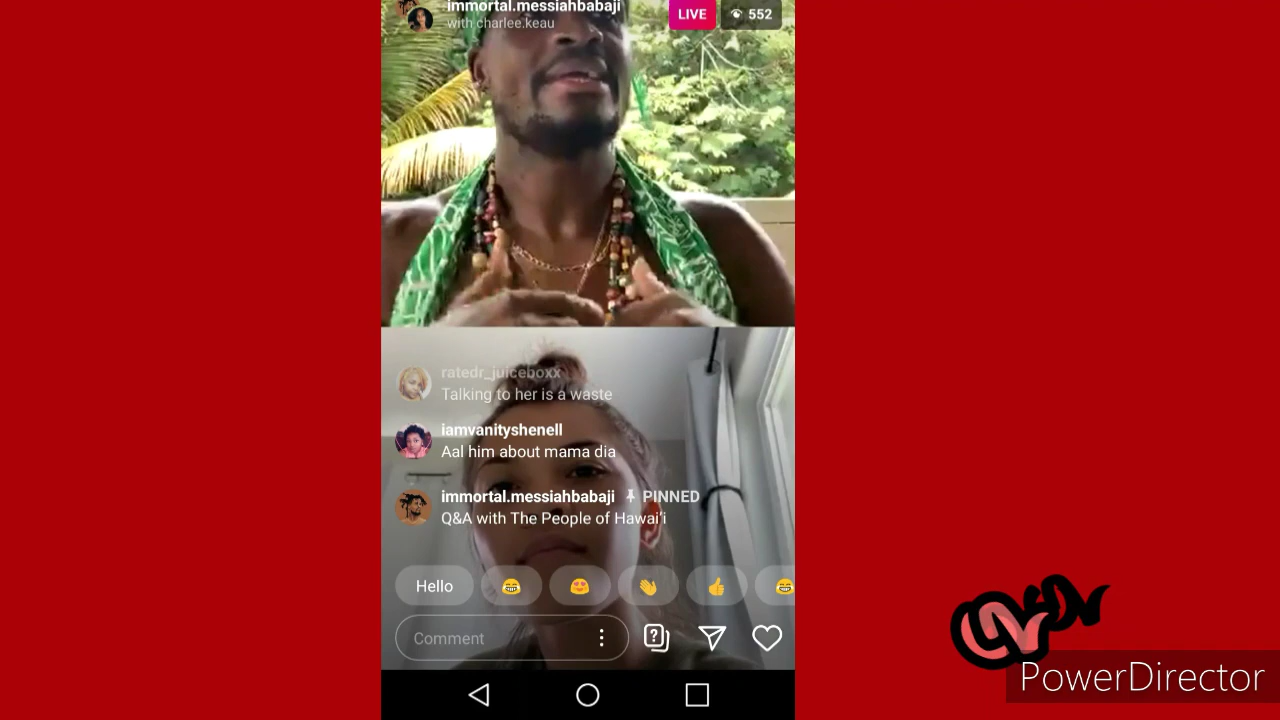 immortal.messiahbabaji
with charlee.keau
LIVE
552
ratedr_juiceboxx
Talking to her is a waste
iamvanityshenell
Aal him about mama dia
immortal.messiahbabaji PINNED
Q&A with The People of Hawai'i
Hello
Comment
PowerDirector